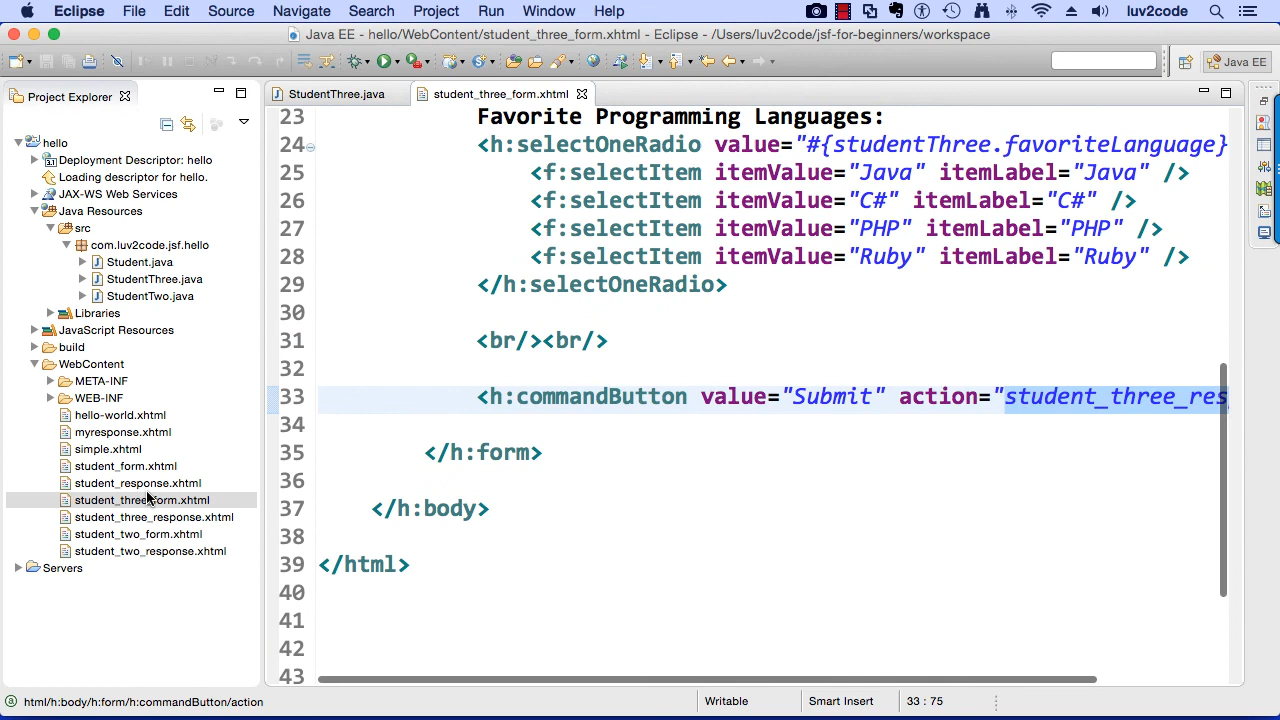 Eclipse File Edit Source Navigate Search Project Run Window Help luv2code
Java EE - hello/WebContent/student_three_form.xhtml - Eclipse - /Users/luv2code/jsf-for-beginners/workspace
Java EE
Project Explorer
StudentThree.java
student_three_form.xhtml
hello
Deployment Descriptor: hello
Loading descriptor for hello.
JAX-WS Web Services
Java Resources
src
com.luv2code.jsf.hello
Student.java
StudentThree.java
StudentTwo.java
Libraries
JavaScript Resources
build
WebContent
META-INF
WEB-INF
hello-world.xhtml
myresponse.xhtml
simple.xhtml
student_form.xhtml
student_response.xhtml
student_three_form.xhtml
student_three_response.xhtml
student_two_form.xhtml
student_two_response.xhtml
Servers
23 Favorite Programming Languages:
24 <h:selectOneRadio value="#{studentThree.favoriteLanguage}
25 <f:selectItem itemValue="Java" itemLabel="Java" />
26 <f:selectItem itemValue="C#" itemLabel="C#" />
27 <f:selectItem itemValue="PHP" itemLabel="PHP" />
28 <f:selectItem itemValue="Ruby" itemLabel="Ruby" />
29 </h:selectOneRadio>
30
31 <br/><br/>
32
33 <h:commandButton value="Submit" action="student_three_res
34
35 </h:form>
36
37 </h:body>
38
39 </html>
40
41
42
43
html/h:body/h:form/h:commandButton/action
Writable
Smart Insert
33 : 75